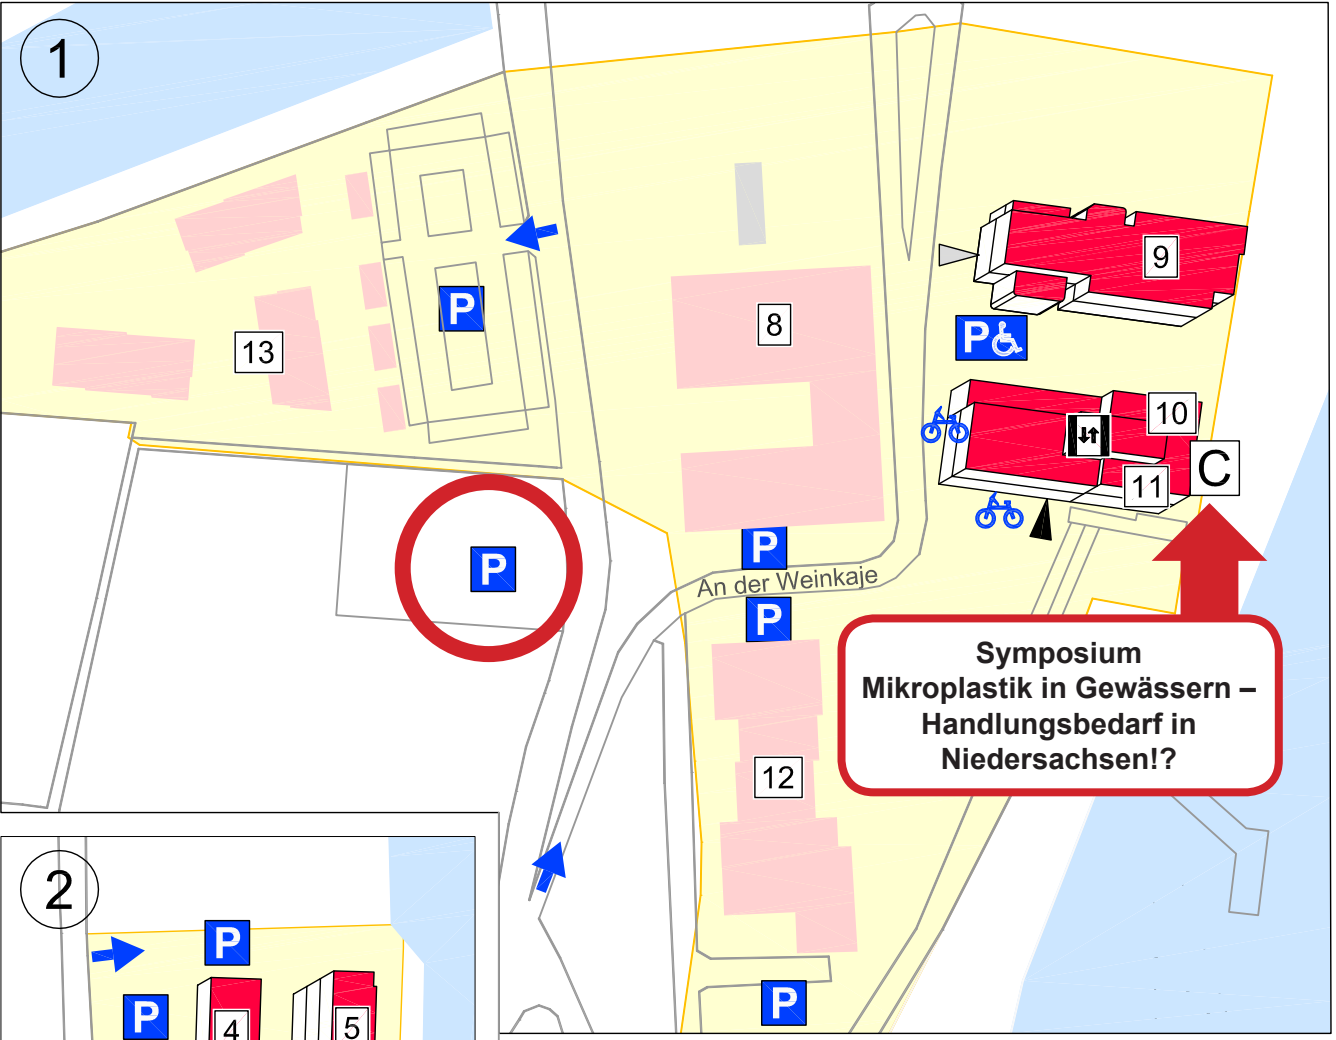 1
9
8
P
13
P
P
10
C
11
P
P
An der Weinkaje
P
Symposium
Mikroplastik in Gewässern –
Handlungsbedarf in
Niedersachsen!?
12
2
P
P
4
5
P